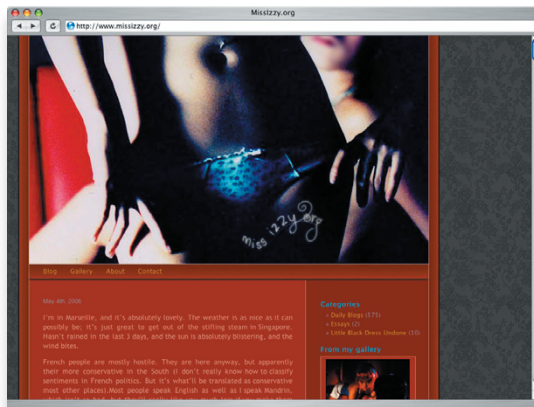 MissIzzy.org
http://www.missizzy.org/
miss izzy.org
Blog Gallery About Contact
May 6th, 2008
I'm in Marseille, and it's absolutely lovely. The weather is as nice as it can
possibly be; it's just great to get out of the stifling steam in Singapore.
Hasn't rained in the last 3 days, and the sun is absolutely blistering, and the
wind bites.
French people are mostly hostile. They are here anyway, but apparently
their more conservative in the South (I don't really know how to classify
sentiments in French politics. But it's what'll be translated as conservative
most other places).Most people speak English as well as I speak Mandrin,
Categories
» Daily Blogs (171)
» Essays (2)
» Little Black Dress Undone (10)
From my gallery